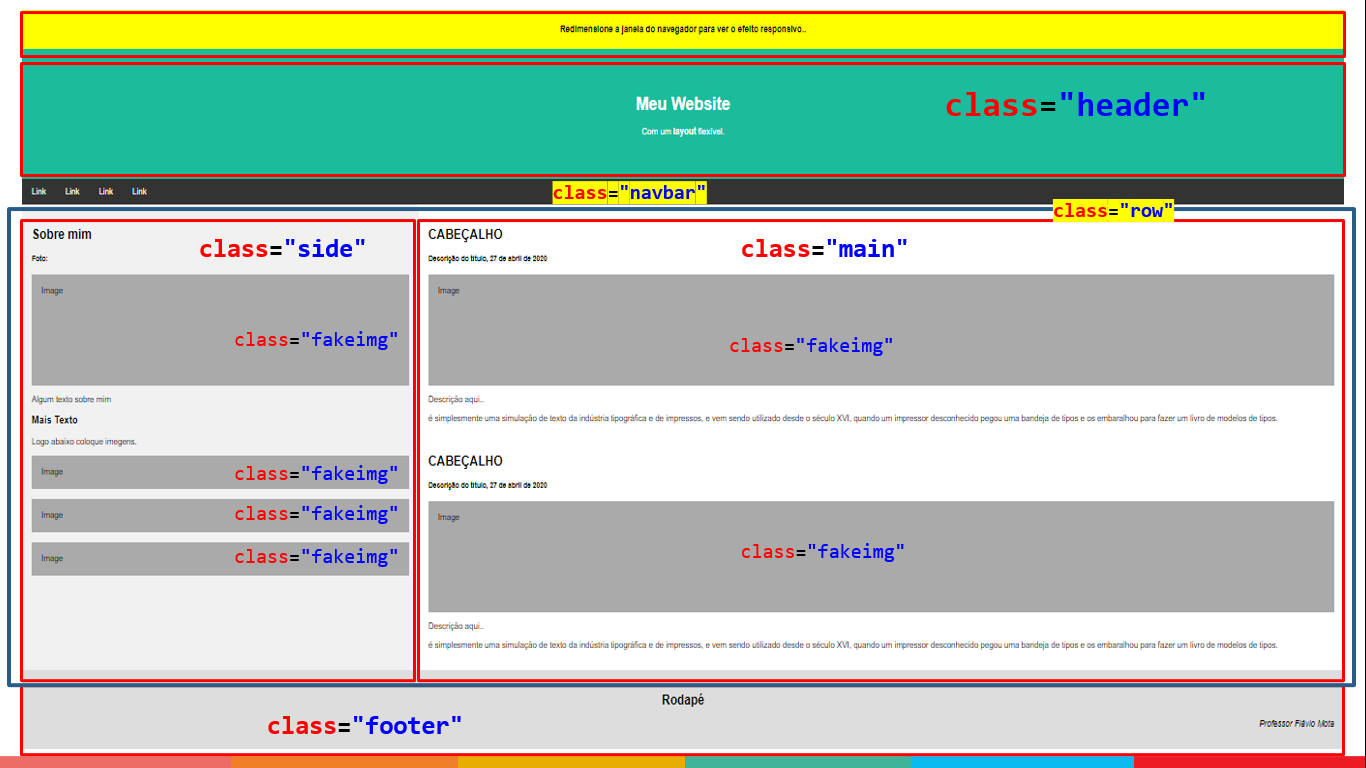 Redimensione a janela do navegador para ver o efeito responsivo..
Meu Website
class="header"
Com um layout flexível.
Link Link Link Link
class="navbar"
class="row"
Sobre mim
class="side"
Foto:
Image
class="fakeimg"
Algum texto sobre mim
Mais Texto
Logo abaixo coloque imegens.
Image
class="fakeimg"
Image
class="fakeimg"
Image
class="fakeimg"
CABEÇALHO
class="main"
Descrição do titulo, 27 de abril de 2020
Image
class="fakeimg"
Descrição aqui..
é simplesmente uma simulação de texto da indústria tipográfica e de impressos, e vem sendo utilizado desde o século XVI, quando um impressor desconhecido pegou uma bandeja de tipos e os embaralhou para fazer um livro de modelos de tipos.
CABEÇALHO
Descrição do titulo, 27 de abril de 2020
Image
class="fakeimg"
Descrição aqui..
é simplesmente uma simulação de texto da indústria tipográfica e de impressos, e vem sendo utilizado desde o século XVI, quando um impressor desconhecido pegou uma bandeja de tipos e os embaralhou para fazer um livro de modelos de tipos.
Rodapé
class="footer"
Professor Flávio Mota